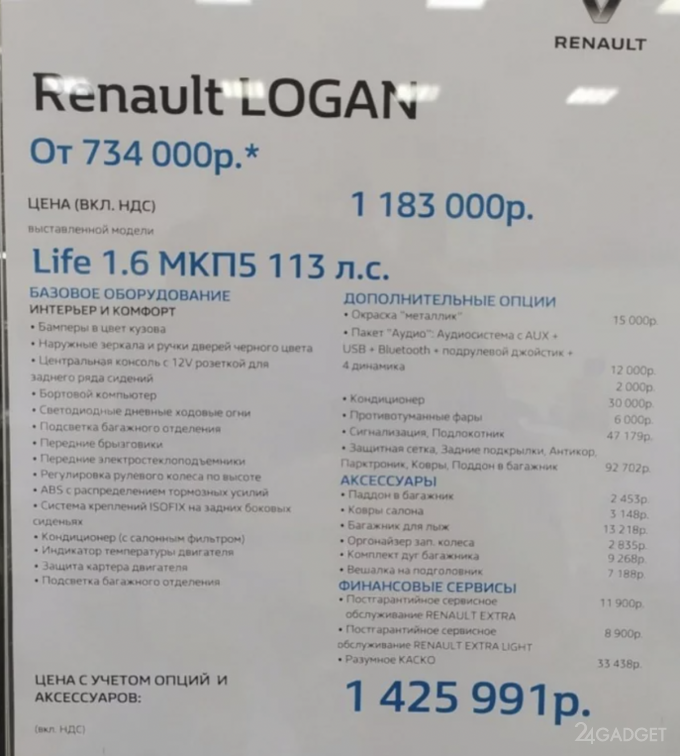 RENAULT
Renault LOGAN
От 734 000р.*
ЦЕНА (ВКЛ. НДС) 1 183 000р.
выставленной модели
Life 1.6 МКП5 113 л.с.
БАЗОВОЕ ОБОРУДОВАНИЕ
ИНТЕРЬЕР И КОМФОРТ
• Бамперы в цвет кузова
• Наружные зеркала и ручки дверей черного цвета
• Центральная консоль с 12V розеткой для
заднего ряда сидений
• Бортовой компьютер
• Светодиодные дневные ходовые огни
• Подсветка багажного отделения
• Передние брызговики
• Передние электростеклоподъемники
• Регулировка рулевого колеса по высоте
• ABS с распределением тормозных усилий
• Система креплений ISOFIX на задних боковых
сиденьях
• Кондиционер (с салонным фильтром)
• Индикатор температуры двигателя
• Защита картера двигателя
• Подсветка багажного отделения
ДОПОЛНИТЕЛЬНЫЕ ОПЦИИ
• Окраска "металлик" 15 000р.
• Пакет "Аудио": Аудиосистема с AUX +
USB + Bluetooth + подрулевой джойстик +
4 динамика 12 000р.
2 000р.
• Кондиционер 30 000р.
• Противотуманные фары 6 000р.
• Сигнализация, Подлокотник 47 179р.
• Защитная сетка, Задние подкрылки, Антикор,
Парктроник, Ковры, Поддон в багажник 92 702р.
АКСЕССУАРЫ
• Паддон в багажник 2 453р.
• Ковры салона 3 148р.
• Багажник для лыж 13 218р.
• Органайзер зап. колеса 2 835р.
• Комплект дуг багажника 9 268р.
• Вешалка на подголовник 7 188р.
ФИНАНСОВЫЕ СЕРВИСЫ
• Постгарантийное сервисное 11 900р.
обслуживание RENAULT EXTRA
• Постгарантийное сервисное 8 900р.
обслуживание RENAULT EXTRA LIGHT
• Разумное КАСКО 33 438р.
ЦЕНА С УЧЕТОМ ОПЦИЙ И
АКСЕССУАРОВ: 1 425 991р.
(вкл. НДС)
24GADGET